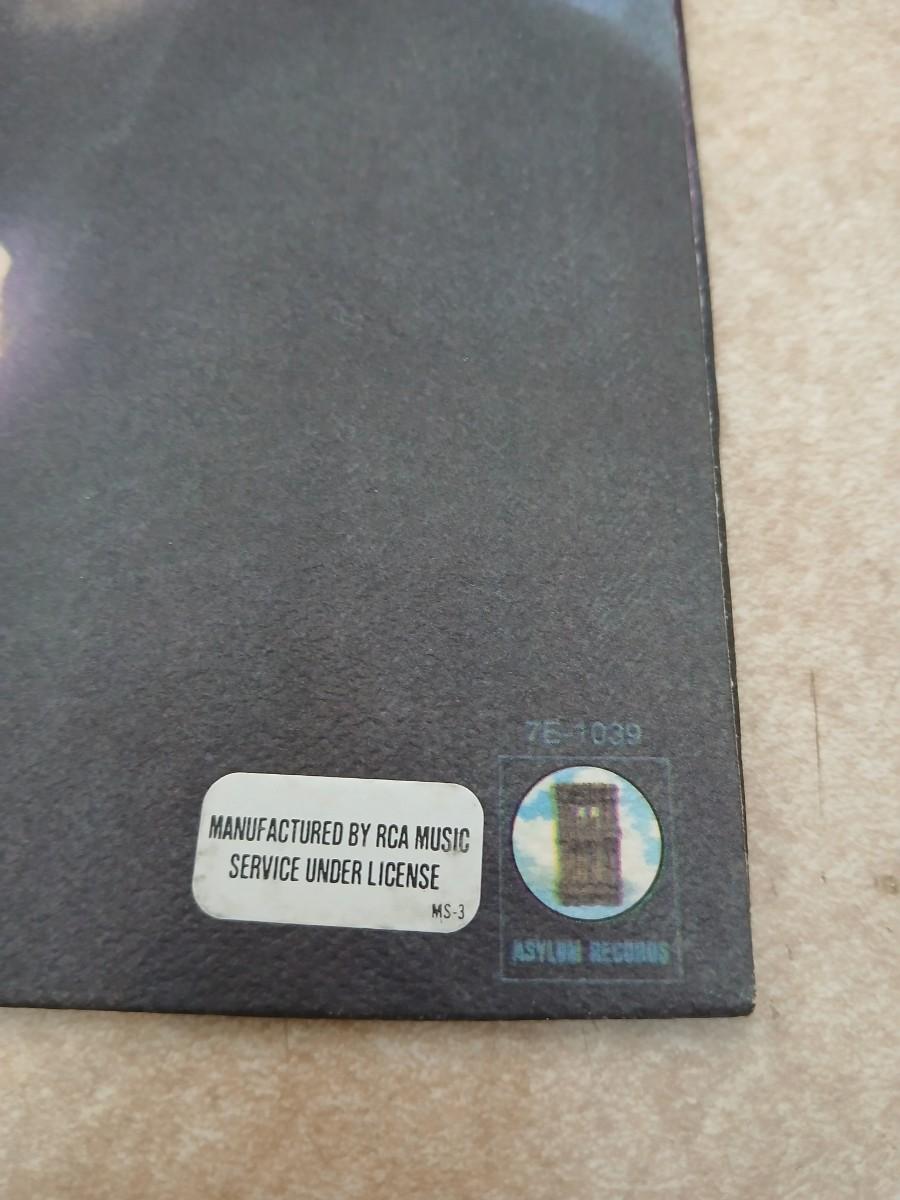 7E-1039
MANUFACTURED BY RCA MUSIC
SERVICE UNDER LICENSE
MS-3
ASYLUM RECORDS